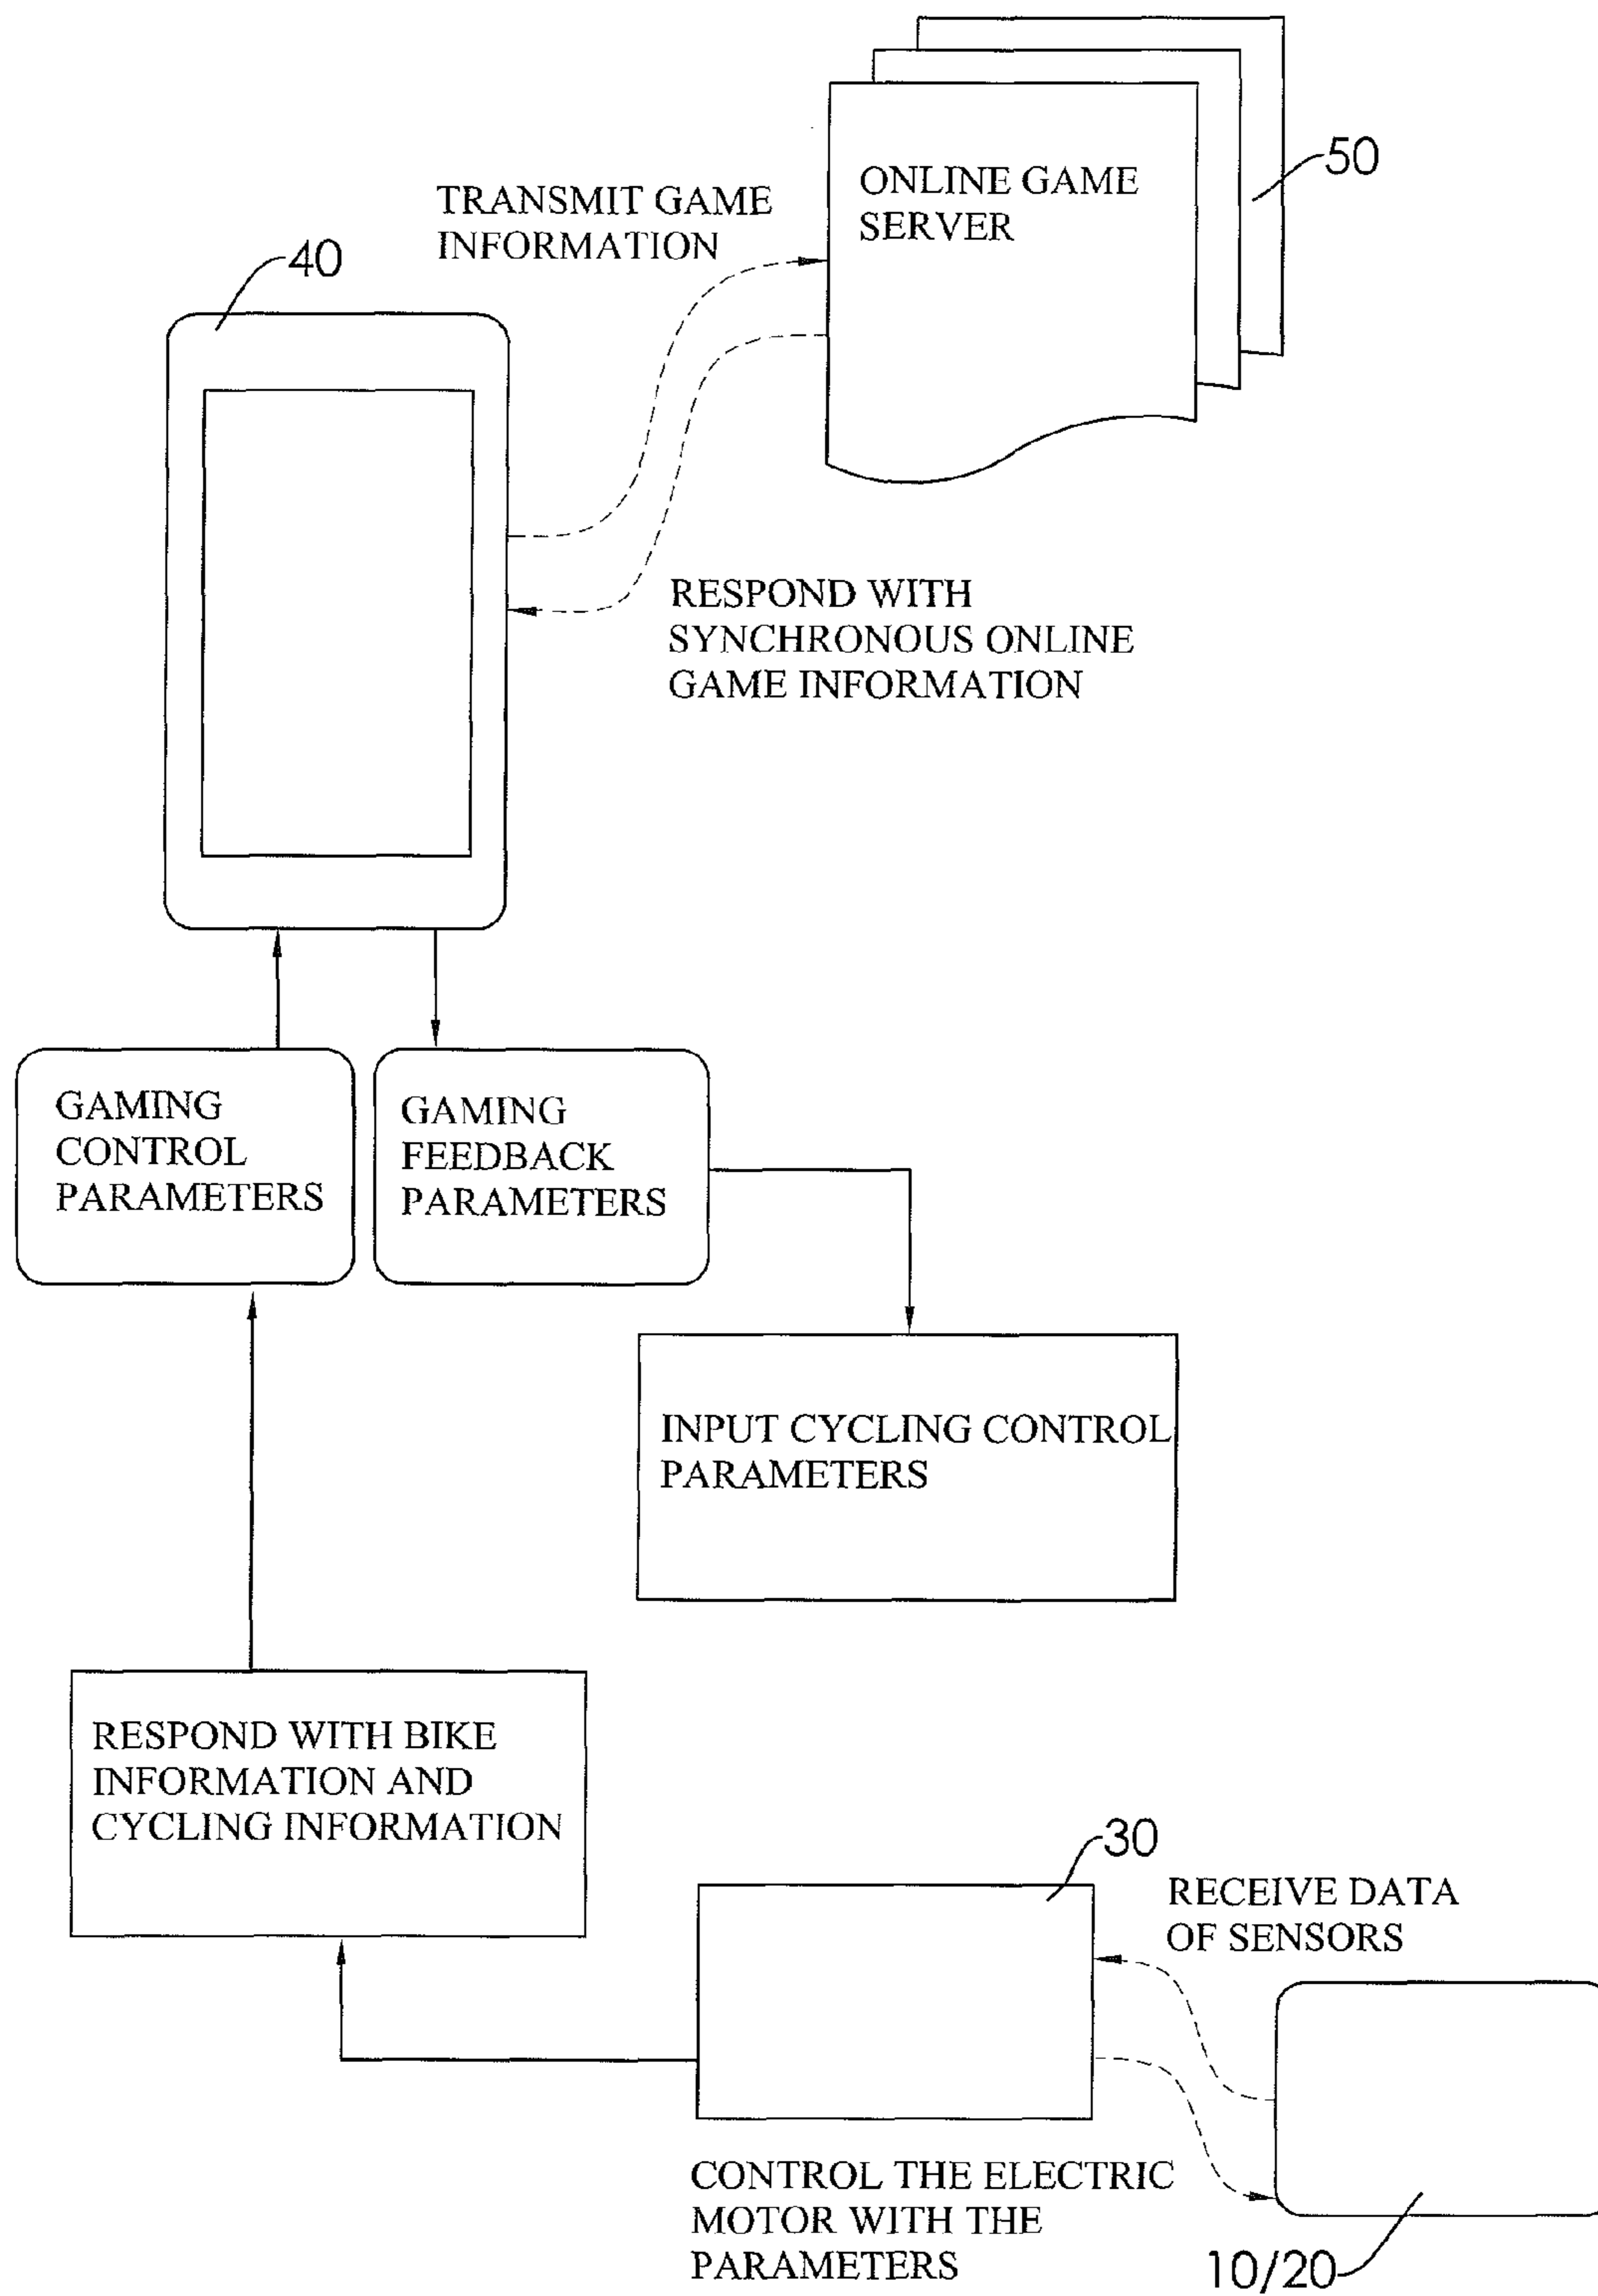 50
ONLINE GAME
SERVER
TRANSMIT GAME
INFORMATION
40
RESPOND WITH
SYNCHRONOUS ONLINE
GAME INFORMATION
GAMING
CONTROL
PARAMETERS
GAMING
FEEDBACK
PARAMETERS
INPUT CYCLING CONTROL
PARAMETERS
RESPOND WITH BIKE
INFORMATION AND
CYCLING INFORMATION
30
RECEIVE DATA
OF SENSORS
CONTROL THE ELECTRIC
MOTOR WITH THE
PARAMETERS
10/20